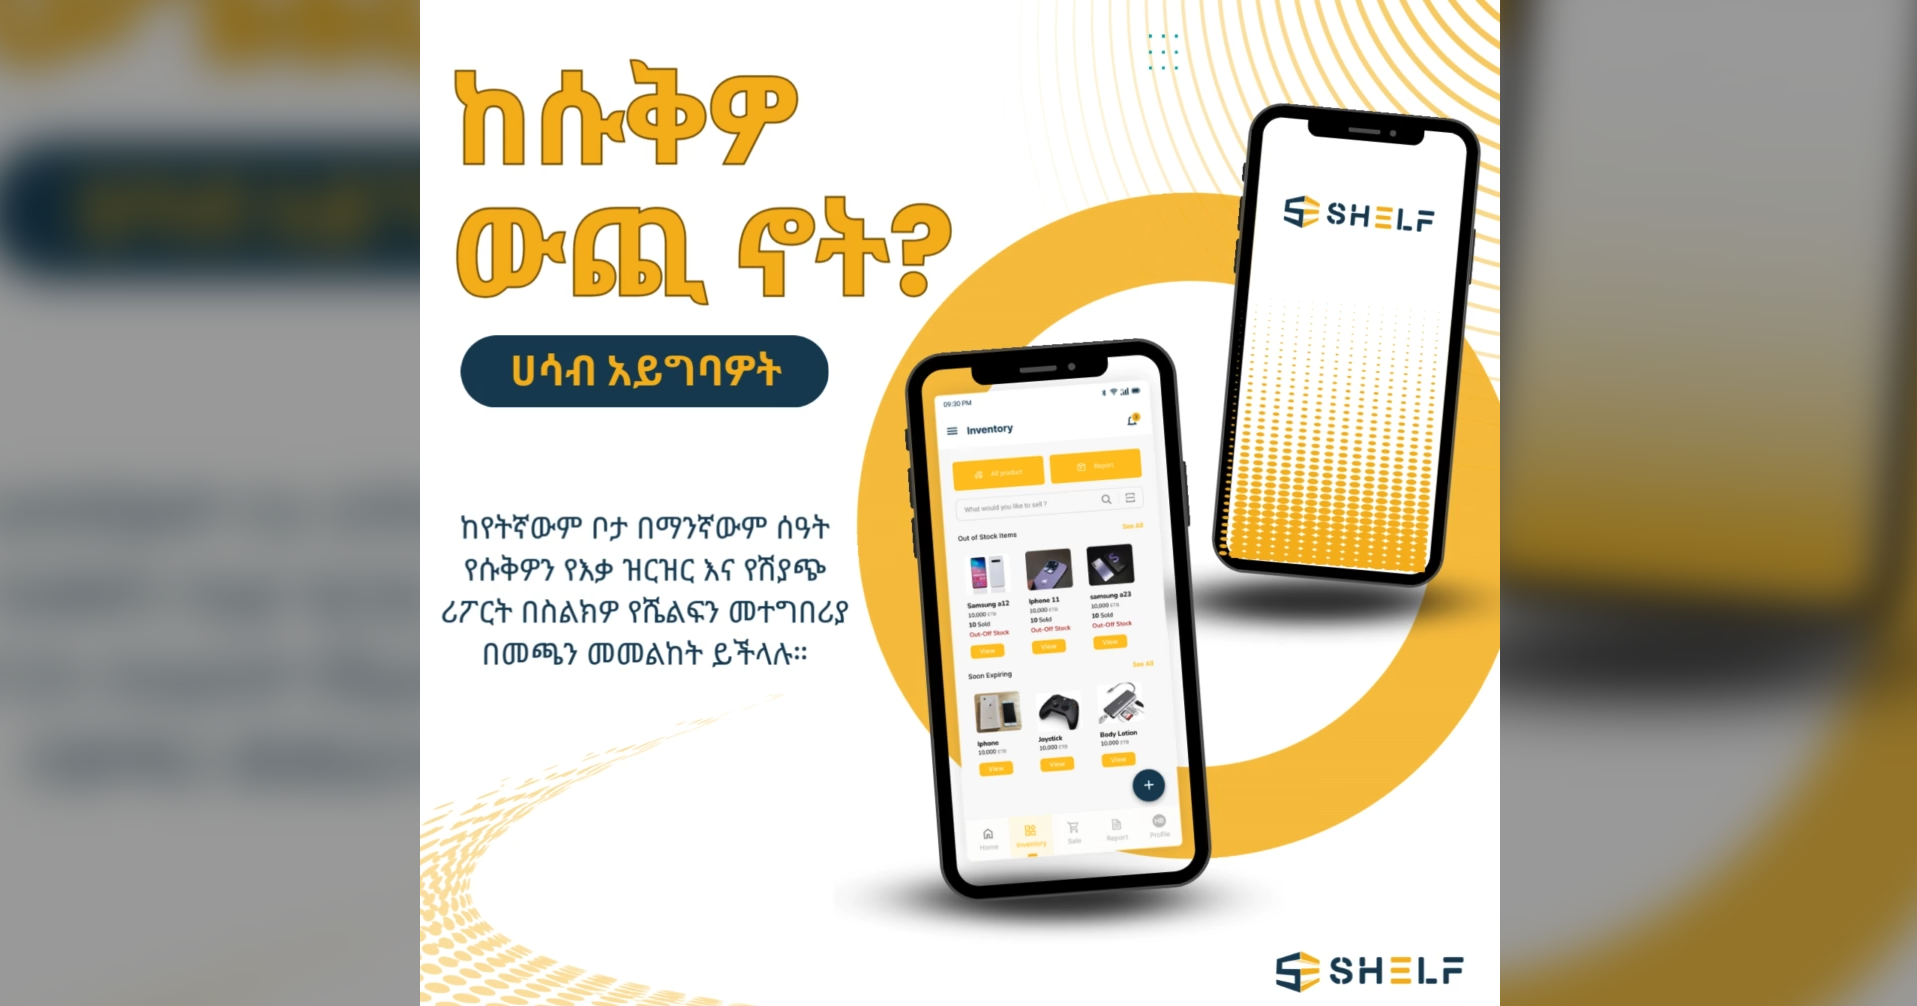 ከሱቅዎ
ውጪ ኖት?
ሀሳብ አይግባዎት
ከየትኛውም ቦታ በማንኛውም ሰዓት
የሱቅዎን የእቃ ዝርዝር እና የሽያጭ
ሪፖርት በስልክዎ የሼልፍን መተግበሪያ
በመጫን መመልከት ይችላሉ።
SHELF
09:30 PM
Inventory
All product Report
What would you like to sell ?
See All
Out of Stock Items
Samsung a12 Iphone 11 samsung a23
10,000 ETB 10,000 ETB 10,000 ETB
10 Sold 10 Sold 10 Sold
Out-Off Stock Out-Off Stock Out-Off Stock
View View View
See All
Soon Expiring
Iphone Joystick Body Lotion
10,000 ETB 10,000 ETB 10,000 ETB
View View View
Home Inventory Sale Report Profile
SHELF